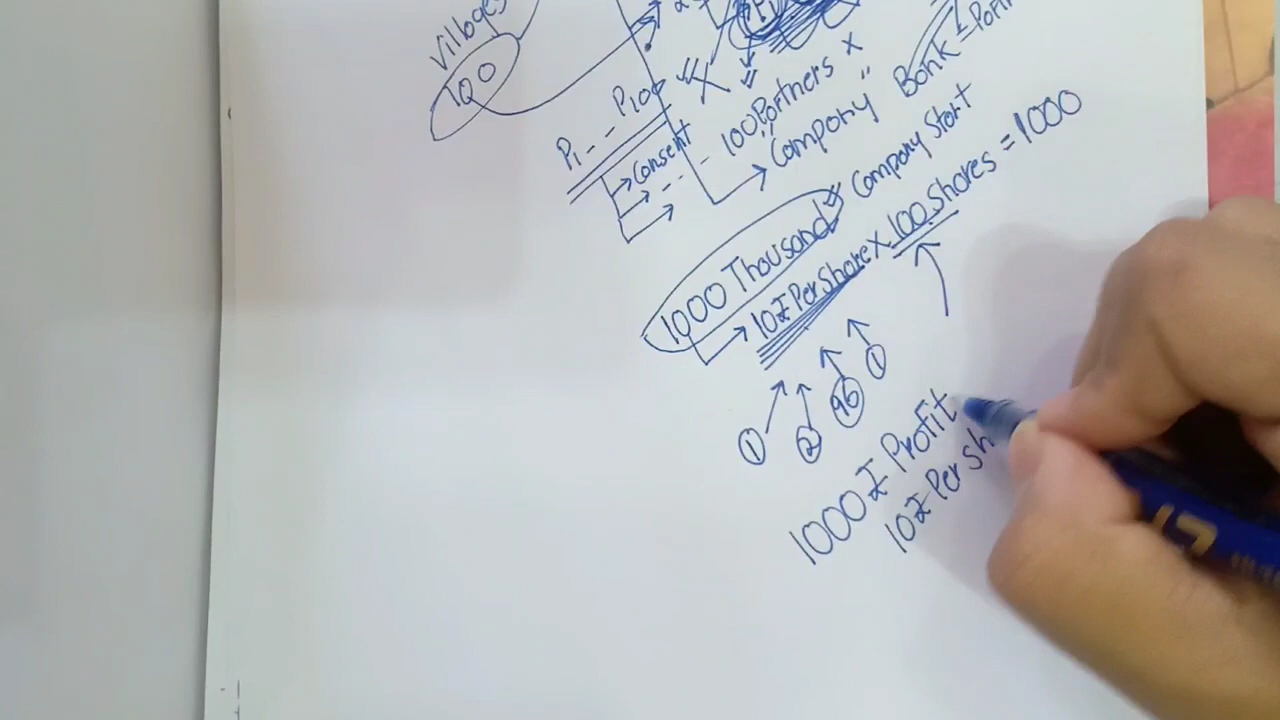 Villages
100
P1 - - P100
Consent
- - - 100 Partners x
Company "
Bank =
Company Start
1000 Thousand
10₹ Per Share x 100 Shares = 1000
1 2 96 1
1000 ₹ Profit
10₹ Per Sh